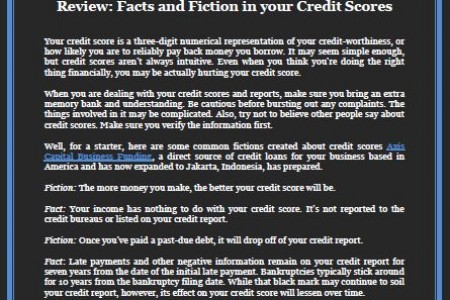 Review: Facts and Fiction in your Credit Scores
Your credit score is a three-digit numerical representation of your credit-worthiness, or
how likely you are to reliably pay back money you borrow. It may seem simple enough,
but credit scores aren't always intuitive. Even when you think you're doing the right
thing financially, you may be actually hurting your credit score.
When you are dealing with your credit scores and reports, make sure you bring an extra
memory bank and understanding. Be cautious before bursting out any complaints. The
things involved in it may be complicated. Also, try not to believe other people say about
credit scores. Make sure you verify the information first.
Well, for a starter, here are some common fictions created about credit scores Axis
Capital Business Funding, a direct source of credit loans for your business based in
America and has now expanded to Jakarta, Indonesia, has prepared.
Fiction: The more money you make, the better your credit score will be.
Fact: Your income has nothing to do with your credit score. It's not reported to the
credit bureaus or listed on your credit report.
Fiction: Once you've paid a past-due debt, it will drop off of your credit report.
Fact: Late payments and other negative information remain on your credit report for
seven years from the date of the initial late payment. Bankruptcies typically stick around
for 10 years from the bankruptcy filing date. While that black mark may continue to soil
your credit report, however, its effect on your credit score will lessen over time.